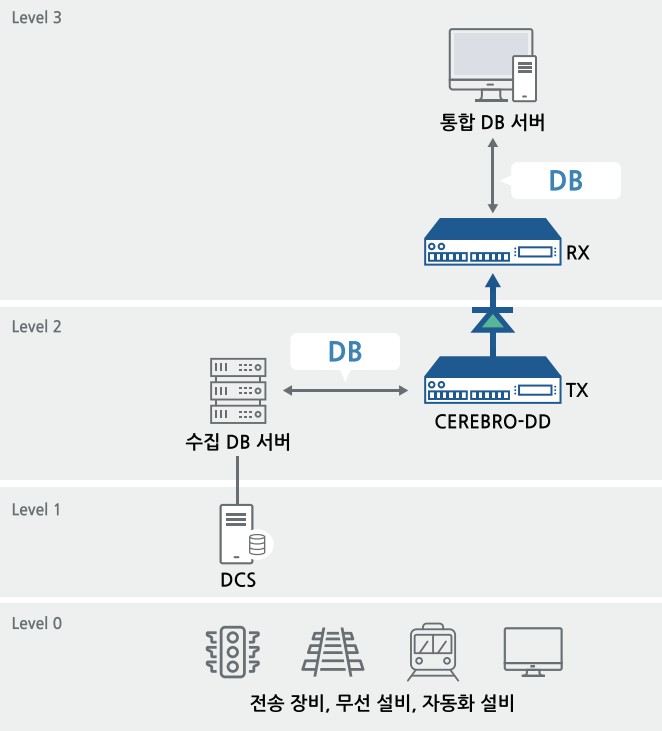 Level 3
통합 DB 서버
DB
RX
Level 2
DB
TX
CEREBRO-DD
수집 DB 서버
Level 1
DCS
Level 0
전송 장비, 무선 설비, 자동화 설비